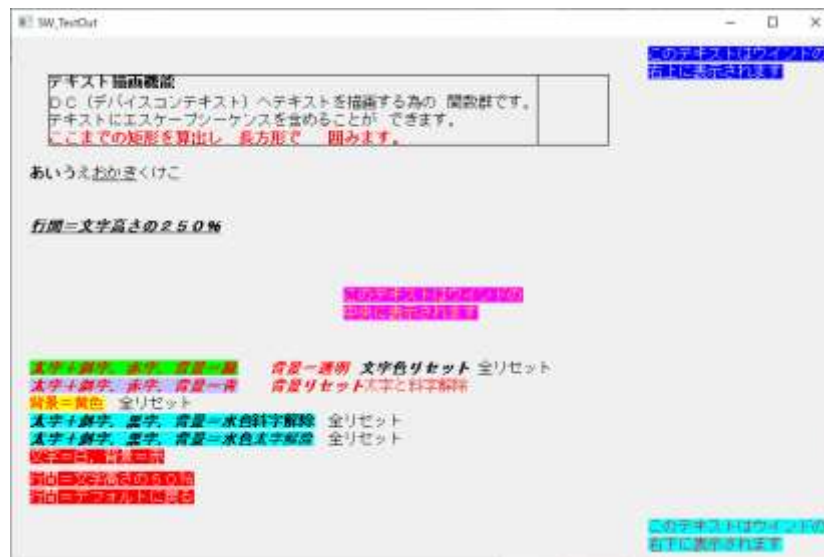 SW_TextOut
このテキストはウインドの
右上に表示されます
テキスト描画機能
ＤＣ（デバイスコンテキスト）へテキストを描画する為の 関数群です。
テキストにエスケープシーケンスを含めることが できます。
ここまでの矩形を算出し 長方形で 囲みます。
あいうえおかきくけこ
行間＝文字高さの２５０％
このテキストはウインドの
中央に表示されます
太字＋斜字, 赤字, 背景＝緑 背景＝透明 文字色リセット 全リセット
太字＋斜字, 赤字, 背景＝青 背景リセット太字と斜字解除
背景＝黄色 全リセット
太字＋斜字, 黒字, 背景＝水色斜字解除 全リセット
太字＋斜字, 黒字, 背景＝水色太字解除 全リセット
文字＝白, 背景＝赤
行間＝文字高さの６０％
行間＝デフォルトに戻る
このテキストはウインドの
右下に表示されます